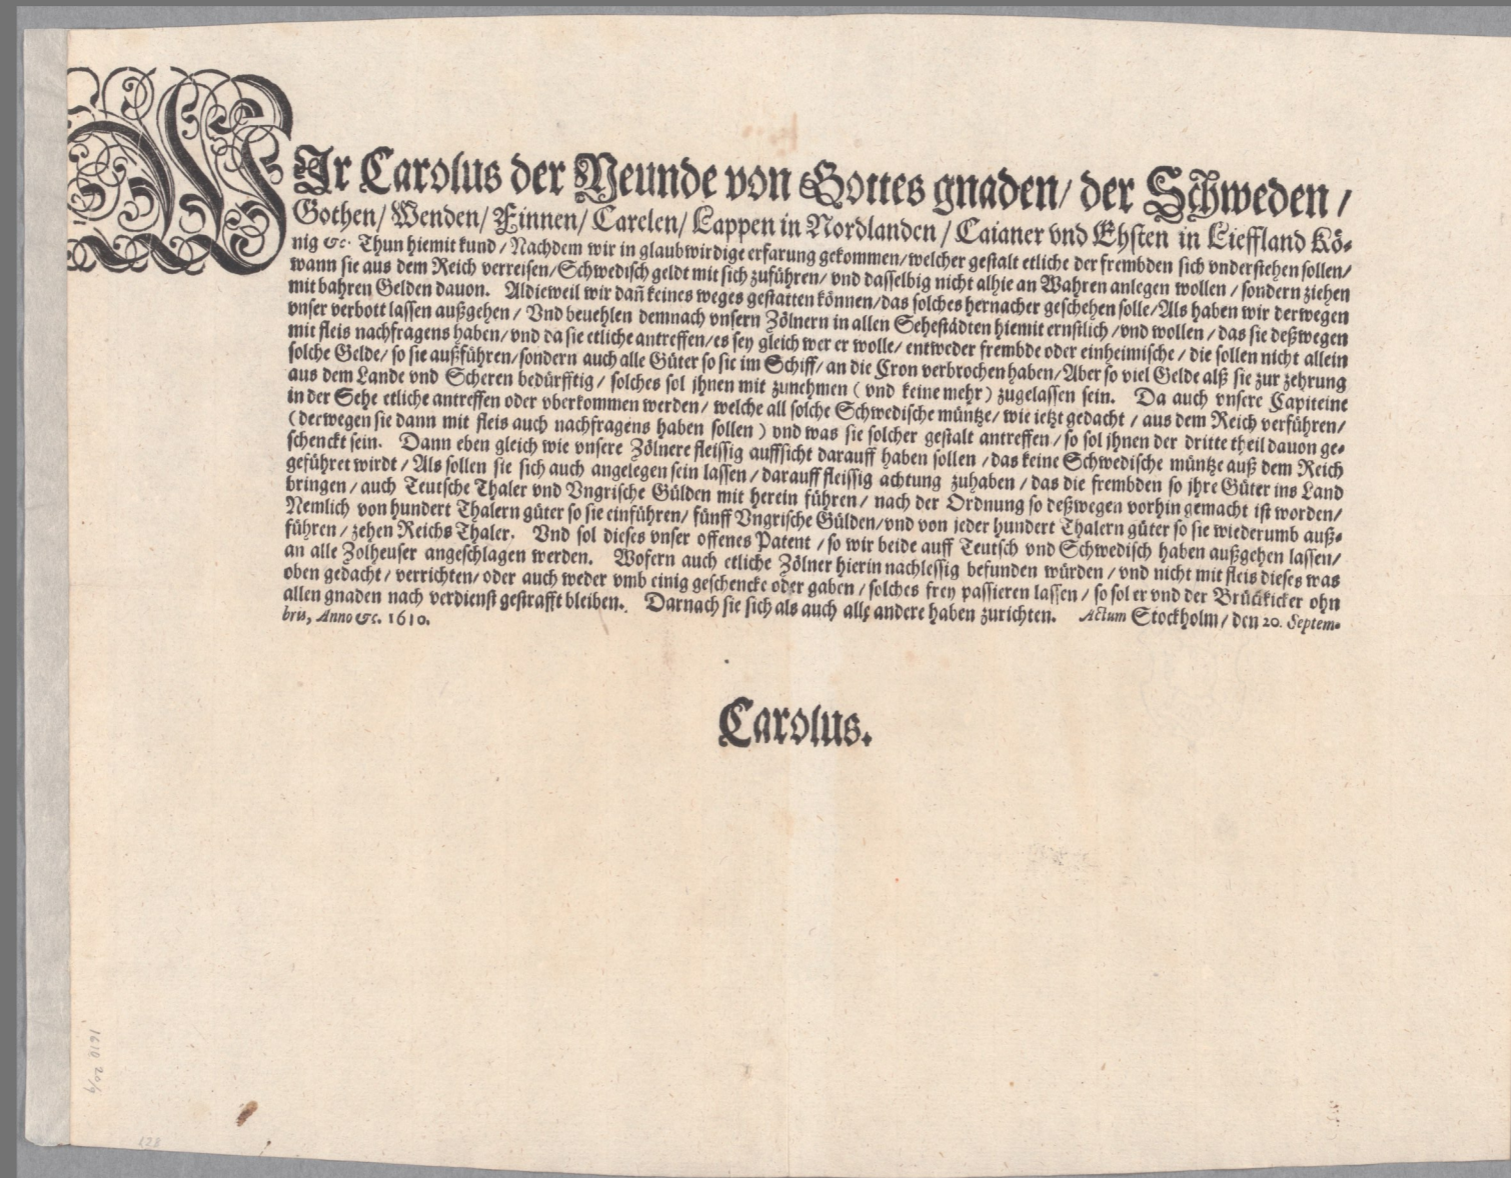 WIr Carolus der Neunde von Gottes gnaden/ der Schweden /
Gothen/ Wenden/ Finnen/ Carelen/ Lappen in Nordlanden / Caianer vnd Ehsten in Lieffland Kö-
nig &c. Thun hiemit kund / Nachdem wir in glaubwirdige erfarung gekommen/welcher gestalt etliche der frembden sich vnderstehen sollen/
wann sie aus dem Reich verreisen/Schwedisch geldt mit sich zuführen/ vnd dasselbig nicht alhie an Wahren anlegen wollen / sondern ziehen
mit bahren Gelden dauon. Aldieweil wir dañ keines weges gestatten können/das solches hernacher geschehen solle/Als haben wir derwegen
vnser verbott lassen außgehen / Vnd beuehlen demnach vnsern Zölnern in allen Sehestädten hiemit ernstlich /vnd wollen / das sie deßwegen
mit fleis nachfragens haben/vnd da sie etliche antreffen/es sey gleich wer er wolle/ entweder frembde oder einheimische / die sollen nicht allein
solche Gelde/ so sie außführen/sondern auch alle Güter so sie im Schiff/ an die Cron verbrochen haben/Aber so viel Gelde alß sie zur zehrung
aus dem Lande vnd Scheren bedürfftig / solches sol jhnen mit zunehmen ( vnd keine mehr ) zugelassen sein. Da auch vnsere Capiteine
in der Sehe etliche antreffen oder vberkommen werden/ welche all solche Schwedische müntze/ wie ietzt gedacht / aus dem Reich verführen/
( derwegen sie dann mit fleis auch nachfragens haben sollen ) vnd was sie solcher gestalt antreffen/ so sol ihnen der dritte theil dauon ge-
schenckt sein. Dann eben gleich wie vnsere Zölnere fleissig auffsicht darauff haben sollen / das keine Schwedische müntze auß dem Reich
geführet wirdt / Als sollen sie sich auch angelegen sein lassen / darauff fleissig achtung zuhaben / das die frembden so jhre Güter ins Land
bringen / auch Teutsche Thaler vnd Vngrische Gülden mit herein führen / nach der Ordnung so deßwegen vorhin gemacht ist worden/
Nemlich von hundert Thalern güter so sie einführen/ fünff Vngrische Gülden/vnd von jeder hundert Thalern güter so sie wiederumb auß-
führen / zehen Reichs Thaler. Vnd sol dieses vnser offenes Patent / so wir beide auff Teutsch vnd Schwedisch haben außgehen lassen/
an alle Zolheuser angeschlagen werden. Wofern auch etliche Zölner hierin nachlessig befunden würden / vnd nicht mit fleis dieses was
oben gedacht / verrichten/ oder auch weder vmb einig geschencke oder gaben / solches frey passieren lassen / so sol er vnd der Brückicker ohn
allen gnaden nach verdienst gestrafft bleiben. Darnach sie sich als auch alle andere haben zurichten. Actum Stockholm/ den 20. Septem-
bris, Anno &c. 1610.
Carolus.
1610 20/9
128